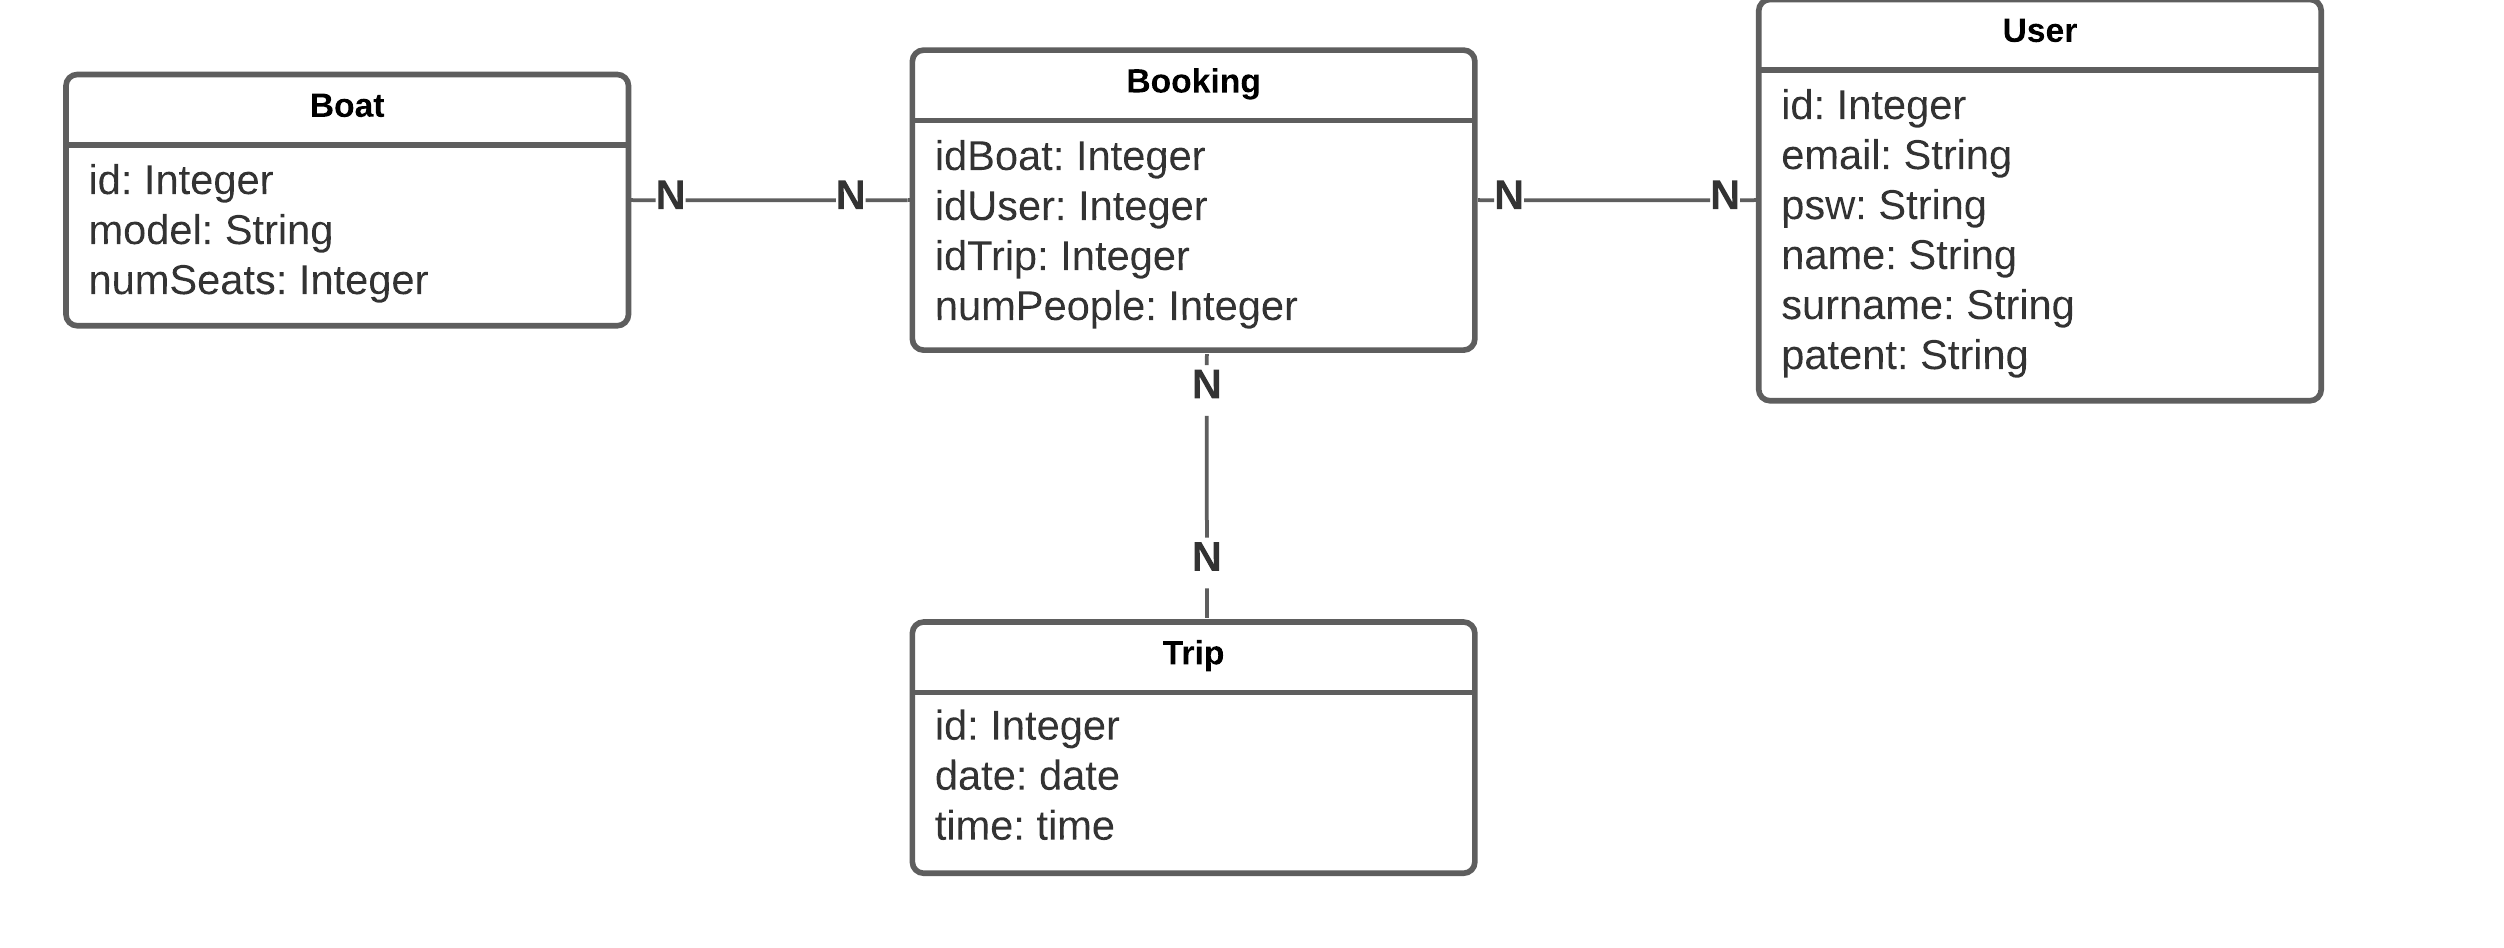 Boat
id: Integer
model: String
numSeats: Integer
N
N
Booking
idBoat: Integer
idUser: Integer
idTrip: Integer
numPeople: Integer
N
N
User
id: Integer
email: String
psw: String
name: String
surname: String
patent: String
N
N
Trip
id: Integer
date: date
time: time